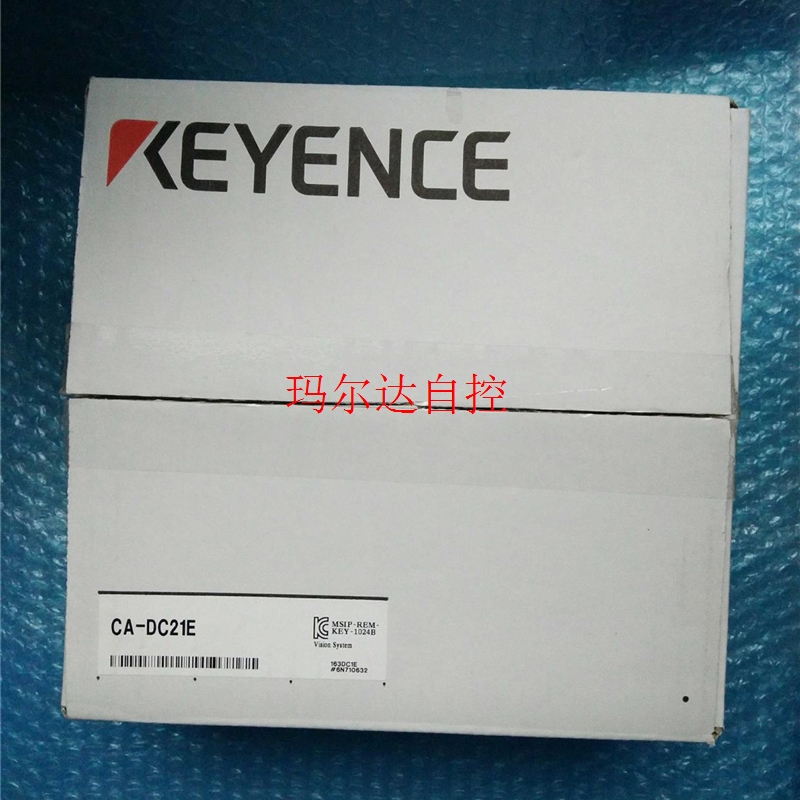 KEYENCE
玛尔达自控
CA-DC21E
MSIP-REM-
KEY-1024B
Vision System
163DC1E
#6N710632